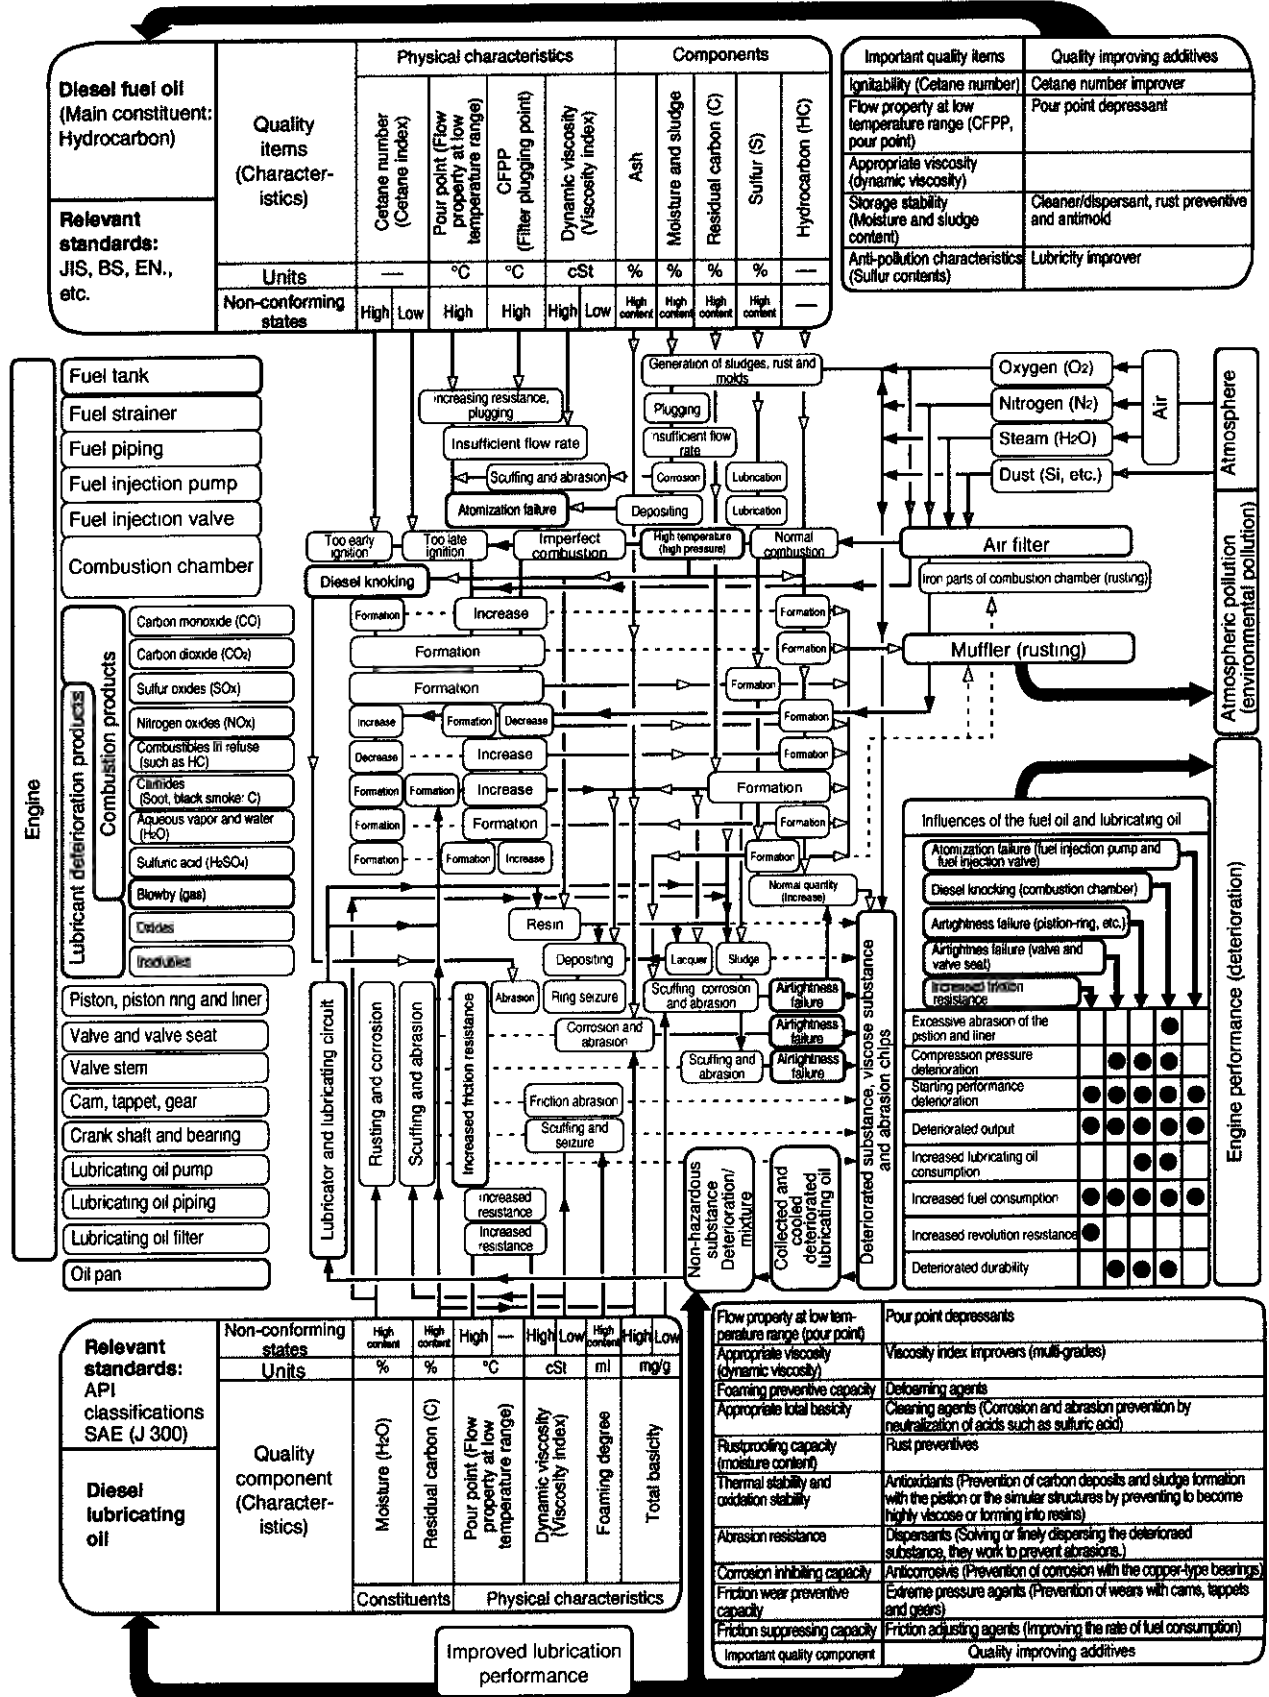 Diesel fuel oil
(Main constituent:
Hydrocarbon)
Relevant
standards:
JIS, BS, EN.,
etc.
Quality
items
(Character-
istics)
Units
Non-conforming
states
Physical characteristics
Components
Cetane number
(Cetane index)
Pour point (Flow
property at low
temperature range)
CFPP
(Filter plugging point)
Dynamic viscosity
(Viscosity index)
Ash
Moisture and sludge
Residual carbon (C)
Sulfur (S)
Hydrocarbon (HC)
— °C °C cSt % % % % —
High Low High High High Low High content High content High content High content —
Important quality items Quality improving additives
Ignitability (Cetane number) Cetane number improver
Flow property at low Pour point depressant
temperature range (CFPP,
pour point)
Appropriate viscosity
(dynamic viscosity)
Storage stability Cleaner/dispersant, rust preventive
(Moisture and sludge and antimold
content)
Anti-pollution characteristics Lubricity improver
(Sulfur contents)
Engine
Fuel tank
Fuel strainer
Fuel piping
Fuel injection pump
Fuel injection valve
Combustion chamber
Lubricant deterioration products
Combustion products
Carbon monoxide (CO)
Carbon dioxide (CO2)
Sulfur oxides (SOx)
Nitrogen oxides (NOx)
Combustibles in refuse
(such as HC)
(Soot, black smoke: C)
Aqueous vapor and water
(H2O)
Sulfuric acid (H2SO4)
Blowby (gas)
Oxides
Insolubles
Piston, piston ring and liner
Valve and valve seat
Valve stem
Cam, tappet, gear
Crank shaft and bearing
Lubricating oil pump
Lubricating oil piping
Lubricating oil filter
Oil pan
Generation of sludges, rust and
molds
Increasing resistance,
plugging
Plugging
Insufficient flow rate
Insufficient flow
rate
Scuffing and abrasion
Corrosion
Lubrication
Atomization failure
Depositing
Lubrication
Too early
ignition
Too late
ignition
Imperfect
combustion
High temperature
(high pressure)
Normal
combustion
Diesel knoking
Oxygen (O2)
Nitrogen (N2)
Steam (H2O)
Dust (Si, etc.)
Air
Atmosphere
Atmospheric pollution
(environmental pollution)
Air filter
Iron parts of combustion chamber (rusting)
Muffler (rusting)
Formation Increase Formation
Formation Formation
Formation Formation
Increase Formation Decrease Formation
Decrease Increase Formation
Formation Formation Increase Formation
Formation Formation Formation
Formation Formation Increase Formation
Normal quantity
(Increase)
Resin
Depositing Lacquer Sludge
Abrasion
Ring seizure
Scuffing corrosion
and abrasion
Airtightness
failure
Corrosion and
abrasion
Airtightness
failure
Scuffing and
abrasion
Airtightness
failure
Friction abrasion
Scuffing and
seizure
Increased
resistance
Increased
resistance
Lubricator and lubricating circuit
Rusting and corrosion
Scuffing and abrasion
Increased friction resistance
Non-hazardous
substance
Deterioration/
mixture
Collected and
cooled
deteriorated
lubricating oil
Deteriorated substance, viscose substance
and abrasion chips
Engine performance (deterioration)
Influences of the fuel oil and lubricating oil
Atomization failure (fuel injection pump and
fuel injection valve)
Diesel knocking (combustion chamber)
Airtightness failure (pistion-ring, etc.)
Airtightnes failure (valve and
valve seat)
Increased friction
resistance
Excessive abrasion of the
pistion and liner
Compression pressure
deterioration
Starting performance
deterioration
Deteriorated output
Increased lubricating oil
consumption
Increased fuel consumption
Increased revolution resistance
Deteriorated durability
Relevant
standards:
API
classifications
SAE (J 300)
Diesel
lubricating
oil
Non-conforming
states
Units
Quality
component
(Character-
istics)
High content High content High — High Low High content High Low
% % °C cSt ml mg/g
Moisture (H2O)
Residual carbon (C)
Pour point (Flow
property at low
temperature range)
Dynamic viscosity
(Viscosity index)
Foaming degree
Total basicity
Constituents Physical characteristics
Improved lubrication
performance
Flow property at low tem- Pour point depressants
perature range (pour point)
Appropriate viscosity Viscosity index improvers (multi-grades)
(dynamic viscosity)
Foaming preventive capacity Defoaming agents
Appropriate total basicity Cleaning agents (Corrosion and abrasion prevention by
neutralization of acids such as sulfuric acid)
Rustproofing capacity Rust preventives
(moisture content)
Thermal stability and Antioxidants (Prevention of carbon deposits and sludge formation
oxidation stability with the pistion or the simular structures by preventing to become
highly viscose or forming into resins)
Abrasion resistance Dispersants (Solving or finely dispersing the deterioraed
substance, they work to prevent abrasions.)
Corrosion inhibiting capacity Anticorrosivis (Prevention of corrosion with the copper-type bearings)
Friction wear preventive Extreme pressure agents (Prevention of wears with cams, tappets
capacity and gears)
Friction suppressing capacity Friction adjusting agents (Improving the rate of fuel consumption)
Important quality component Quality improving additives